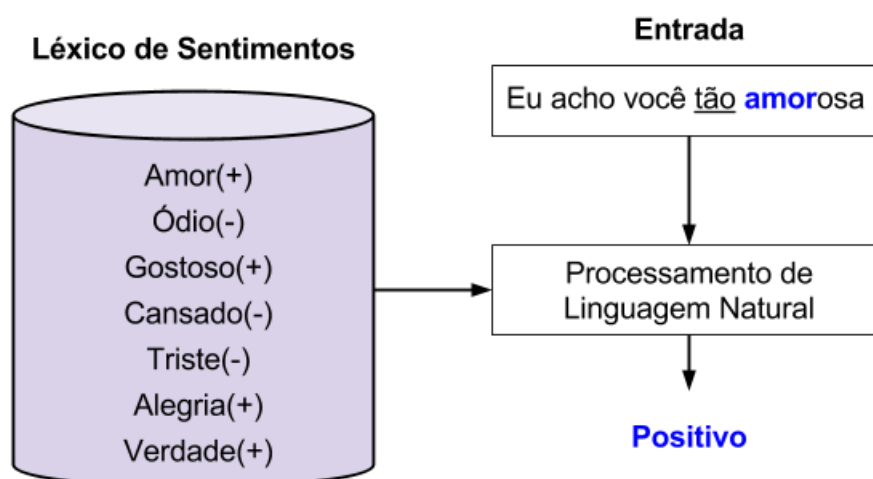 Léxico de Sentimentos
Amor(+)
Ódio(-)
Gostoso(+)
Cansado(-)
Triste(-)
Alegria(+)
Verdade(+)
Entrada
Eu acho você tão amorosa
Processamento de
Linguagem Natural
Positivo